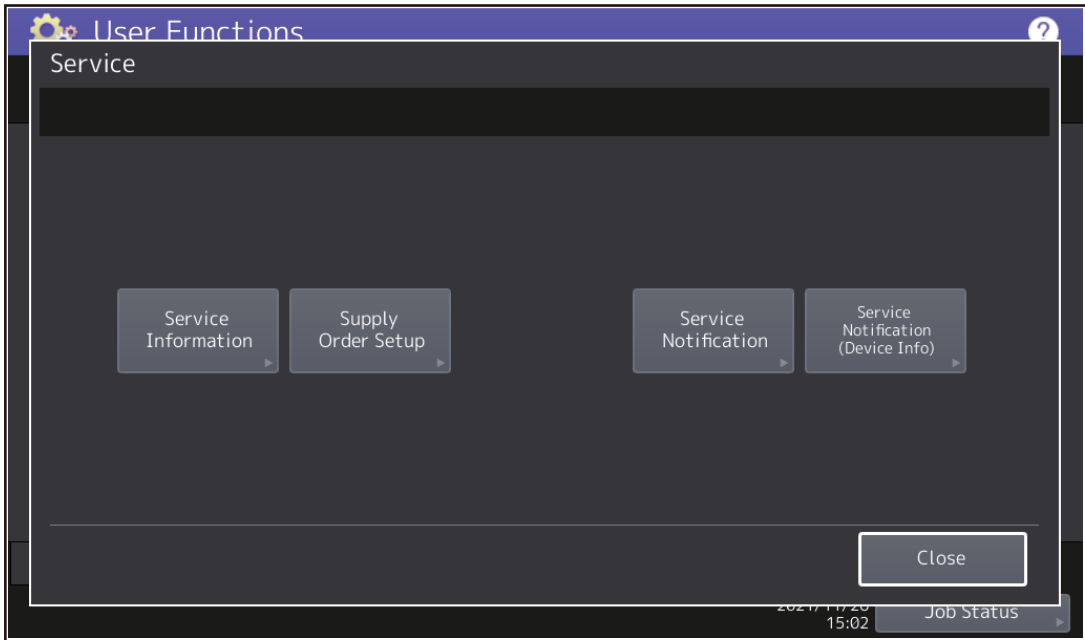 User Functions
?
Service
Service
Information
Supply
Order Setup
Service
Notification
Service
Notification
(Device Info)
Close
15:02
Job Status